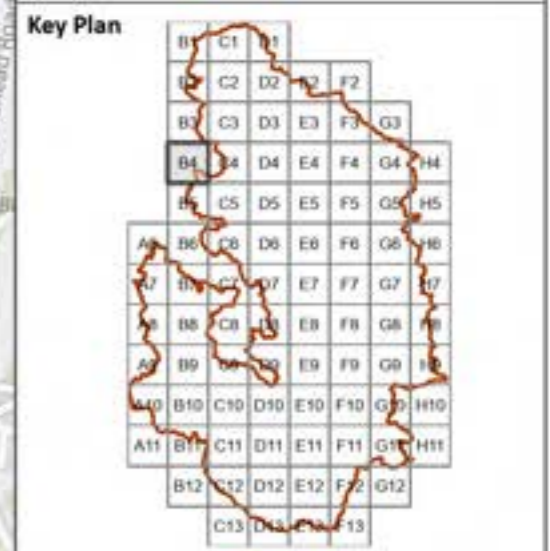 Key Plan
B1 C1 D1
B2 C2 D2 E2 F2
B3 C3 D3 E3 F3 G3
B4 C4 D4 E4 F4 G4 H4
B5 C5 D5 E5 F5 G5 H5
A6 B6 C6 D6 E6 F6 G6 H6
A7 B7 C7 D7 E7 F7 G7 H7
A8 B8 C8 D8 E8 F8 G8 H8
A9 B9 C9 D9 E9 F9 G9 H9
A10 B10 C10 D10 E10 F10 G10 H10
A11 B11 C11 D11 E11 F11 G11 H11
B12 C12 D12 E12 F12 G12
C13 D13 E13 F13